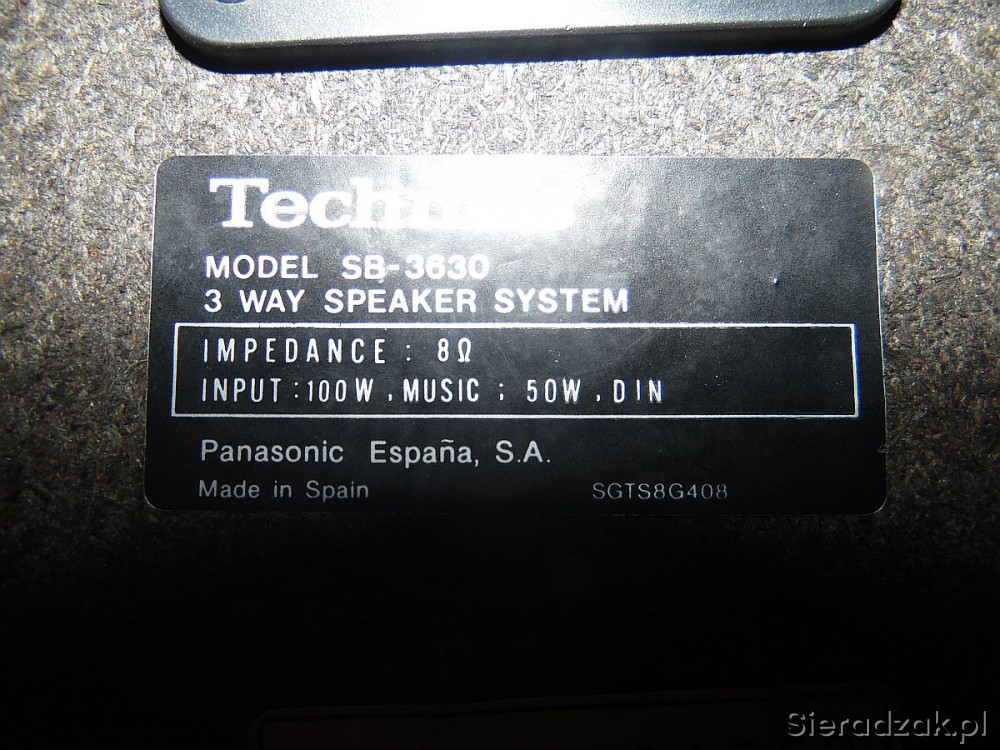 Technics
MODEL SB-3630
3 WAY SPEAKER SYSTEM
IMPEDANCE : 8Ω
INPUT : 100W , MUSIC ; 50W , DIN
Panasonic España, S.A.
Made in Spain SGTS8G408
Sieradzak.pl